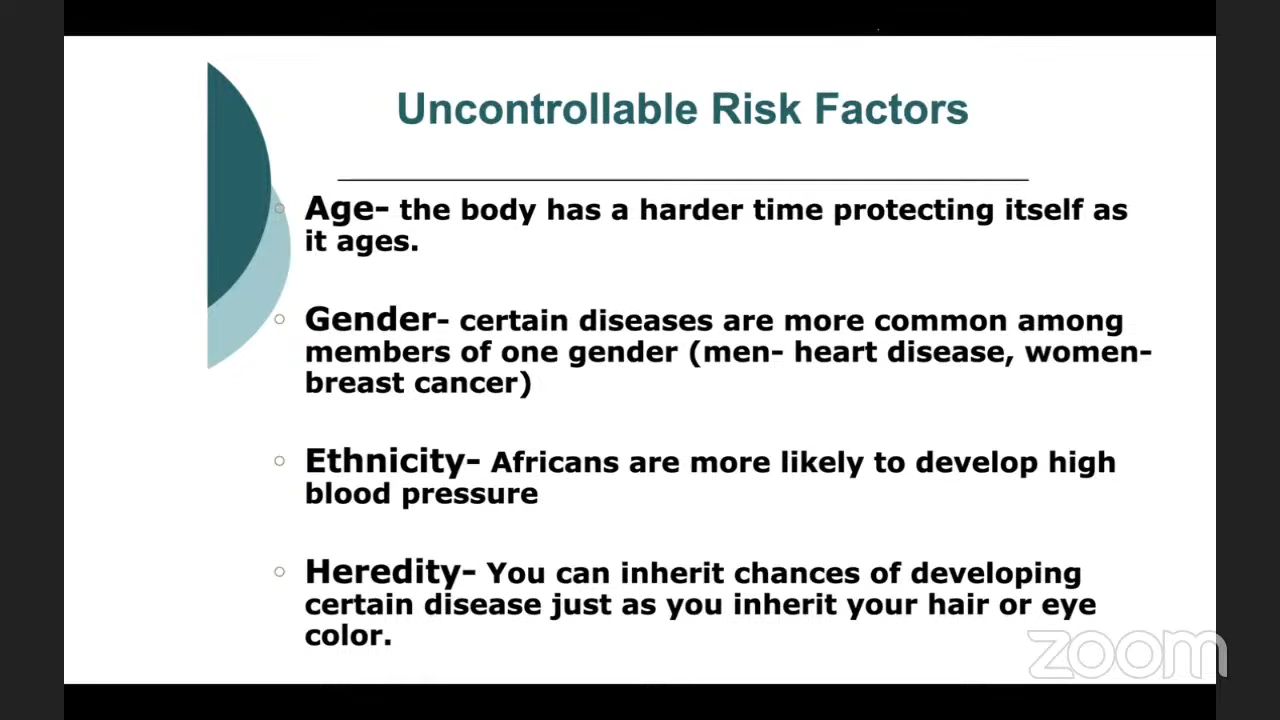 Uncontrollable Risk Factors
Age- the body has a harder time protecting itself as
it ages.
Gender- certain diseases are more common among
members of one gender (men- heart disease, women-
breast cancer)
Ethnicity- Africans are more likely to develop high
blood pressure
Heredity- You can inherit chances of developing
certain disease just as you inherit your hair or eye
color.
zoom